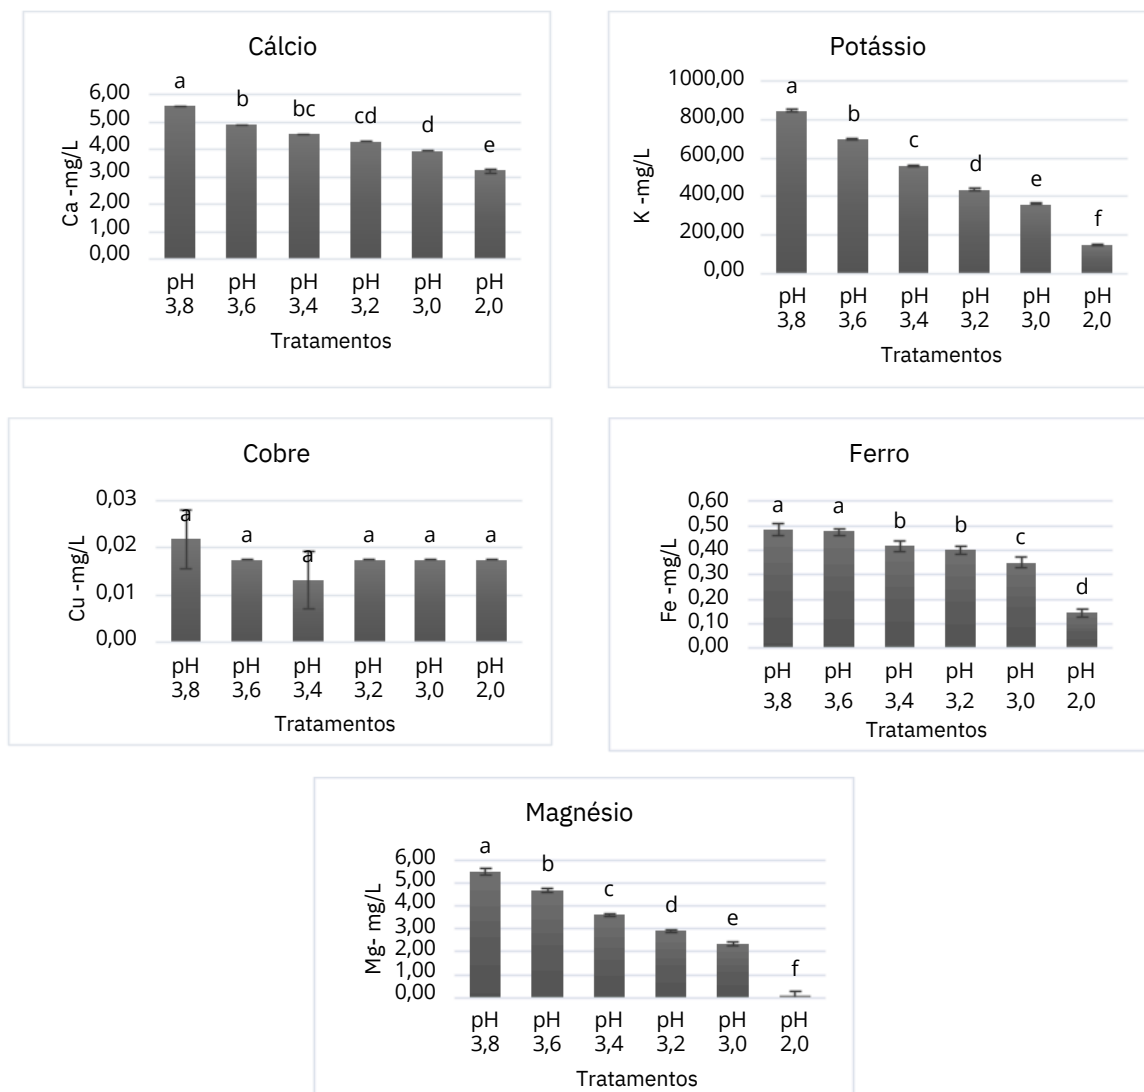 Cálcio
Ca -mg/L
6,00
5,00
4,00
3,00
2,00
1,00
0,00
a
b
bc
cd
d
e
pH pH pH pH pH pH
3,8 3,6 3,4 3,2 3,0 2,0
Tratamentos
Potássio
K -mg/L
1000,00
800,00
600,00
400,00
200,00
0,00
a
b
c
d
e
f
pH pH pH pH pH pH
3,8 3,6 3,4 3,2 3,0 2,0
Tratamentos
Cobre
Cu -mg/L
0,03
0,02
0,01
0,00
a
a
a
a
a
a
pH pH pH pH pH pH
3,8 3,6 3,4 3,2 3,0 2,0
Tratamentos
Ferro
Fe -mg/L
0,60
0,50
0,40
0,30
0,20
0,10
0,00
a
a
b
b
c
d
pH pH pH pH pH pH
3,8 3,6 3,4 3,2 3,0 2,0
Tratamentos
Magnésio
Mg- mg/L
6,00
5,00
4,00
3,00
2,00
1,00
0,00
a
b
c
d
e
f
pH pH pH pH pH pH
3,8 3,6 3,4 3,2 3,0 2,0
Tratamentos